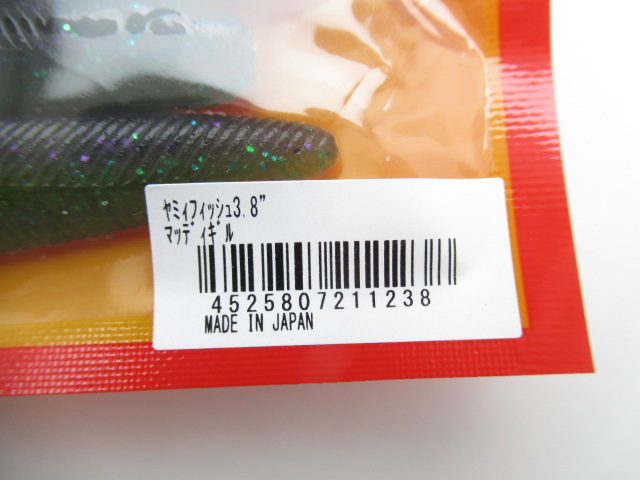 ﾔﾐｨﾌｨｯｼｭ3.8"
ﾏｯﾃﾞｨｷﾞﾙ
4525807211238
MADE IN JAPAN